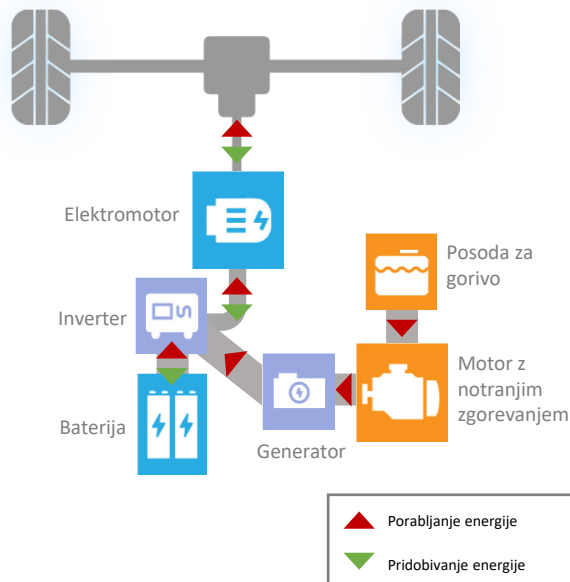 Elektromotor
Posoda za
gorivo
Inverter
Motor z
notranjim
zgorevanjem
Baterija
Generator
Porabljanje energije
Pridobivanje energije